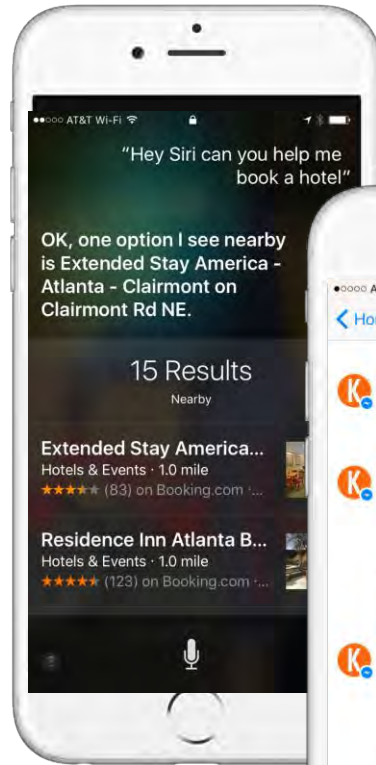 ●●○○○ AT&T Wi-Fi
"Hey Siri can you help me
book a hotel"
OK, one option I see nearby
is Extended Stay America -
Atlanta - Clairmont on
Clairmont Rd NE.
15 Results
Nearby
Extended Stay America...
Hotels & Events · 1.0 mile
★★★★★ (83) on Booking.com ·...
Residence Inn Atlanta B...
Hotels & Events · 1.0 mile
★★★★★ (123) on Booking.com ·...
●○○○○ A
K
K
K